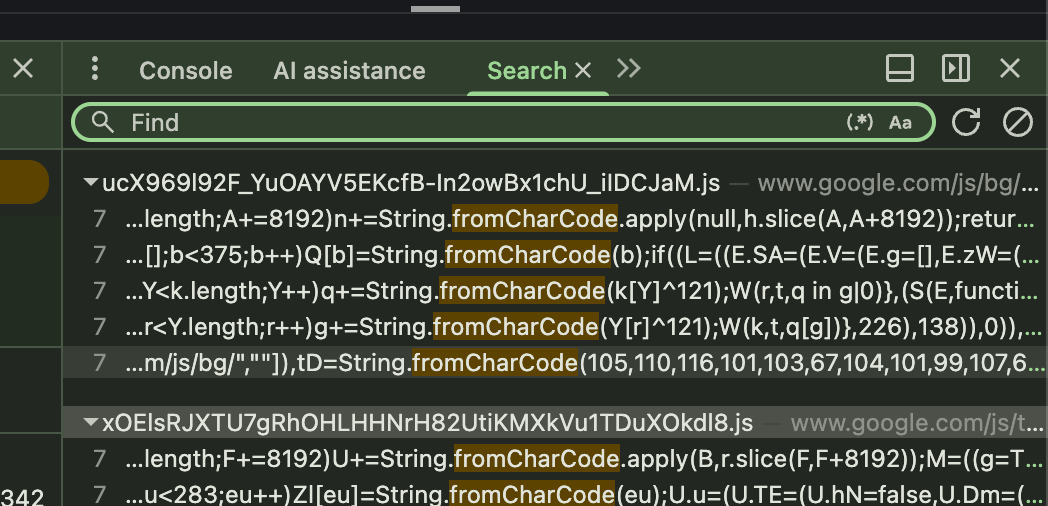 Console AI assistance Search
Find (.*) Aa
ucX969I92F_YuOAYV5EKcfB-In2owBx1chU_iIDCJaM.js — www.google.com/js/bg/...
7 ...length;A+=8192)n+=String.fromCharCode.apply(null,h.slice(A,A+8192));retur...
7 ...[];b<375;b++)Q[b]=String.fromCharCode(b);if((L=((E.SA=(E.V=(E.g=[],E.zW=(...
7 ...Y<k.length;Y++)q+=String.fromCharCode(k[Y]^121);W(r,t,q in g|0)},(S(E,functi...
7 ...r<Y.length;r++)g+=String.fromCharCode(Y[r]^121);W(k,t,q[g])},226),138)),0)),...
7 ...m/js/bg/",""]),tD=String.fromCharCode(105,110,116,101,103,67,104,101,99,107,6...
xOElsRJXTU7gRhOHLHHNrH82UtiKMXkVu1TDuXOkdI8.js — www.google.com/js/t...
7 ...length;F+=8192)U+=String.fromCharCode.apply(B,r.slice(F,F+8192));M=((g=T...
342 7 ...u<283;eu++)Zl[eu]=String.fromCharCode(eu);U.u=(U.TE=(U.hN=false,U.Dm=(...